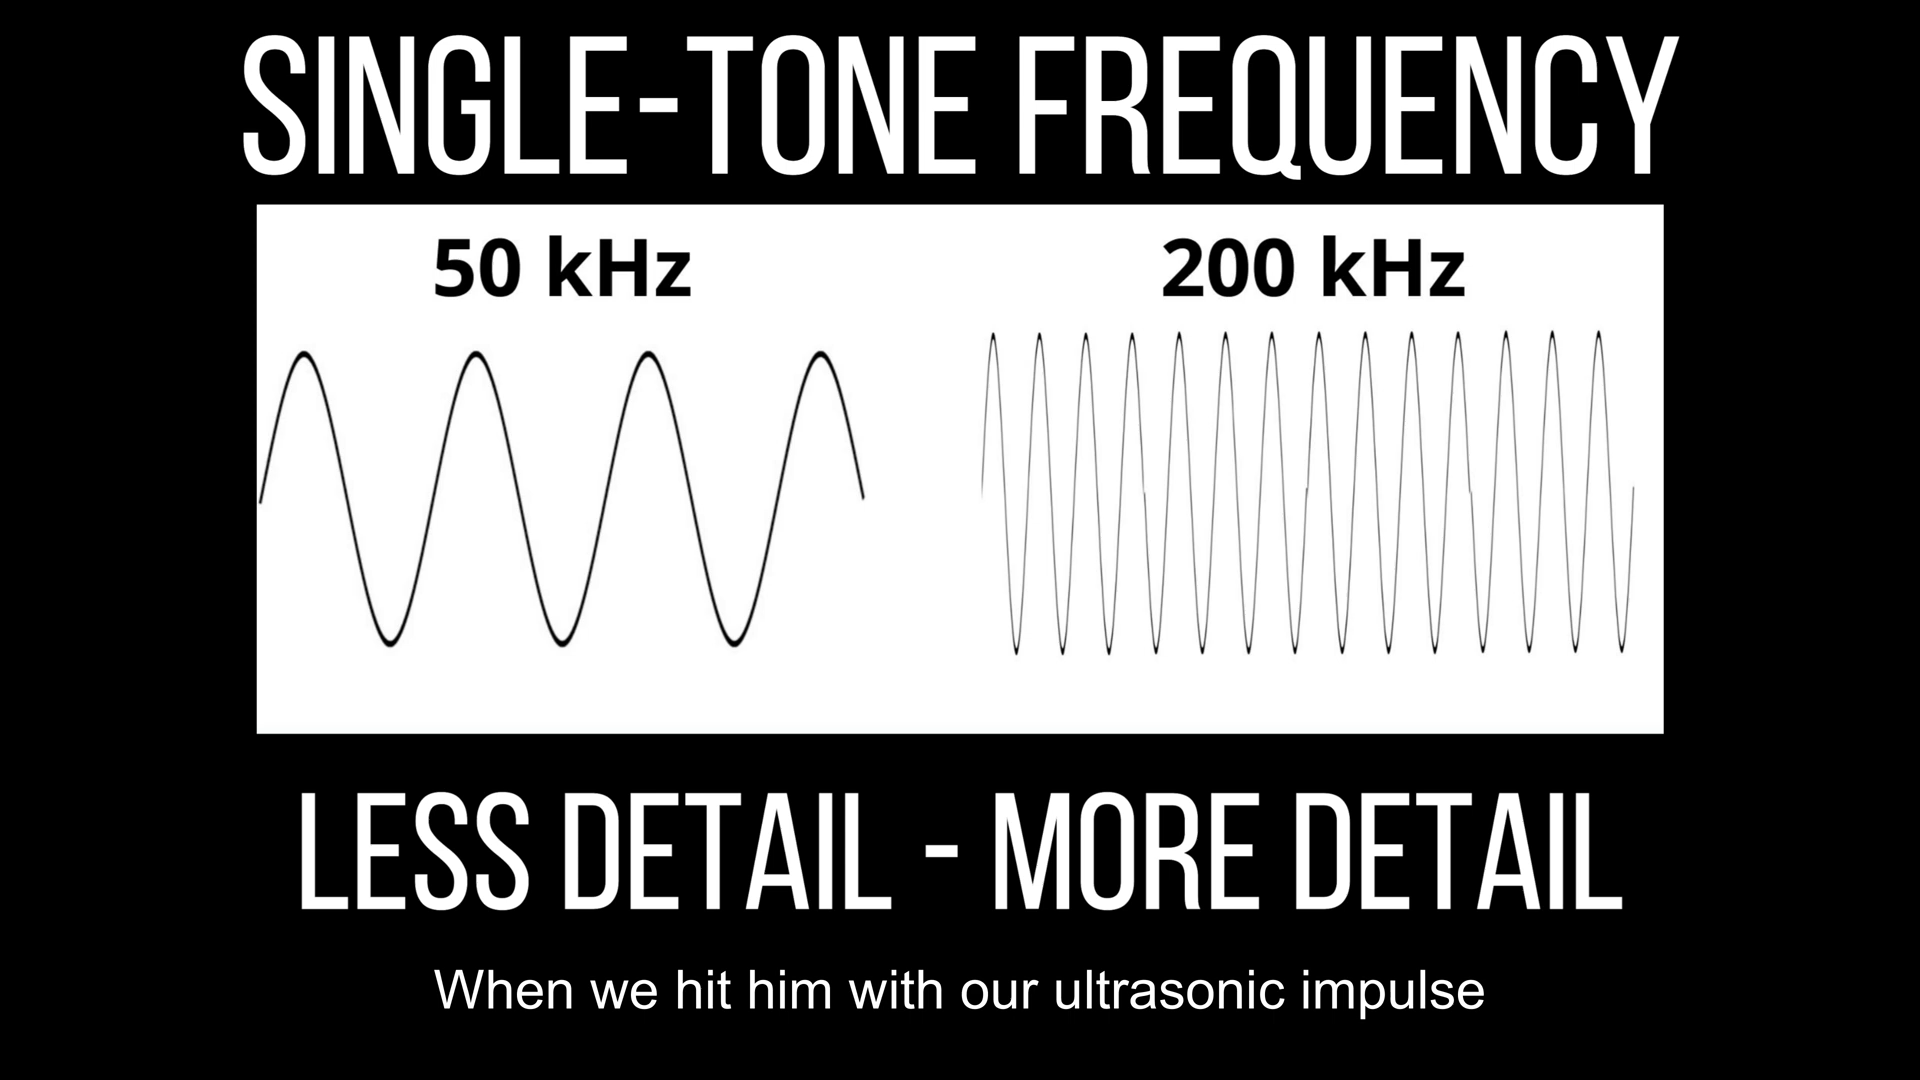 SINGLE-TONE FREQUENCY
50 kHz 200 kHz
LESS DETAIL - MORE DETAIL
When we hit him with our ultrasonic impulse